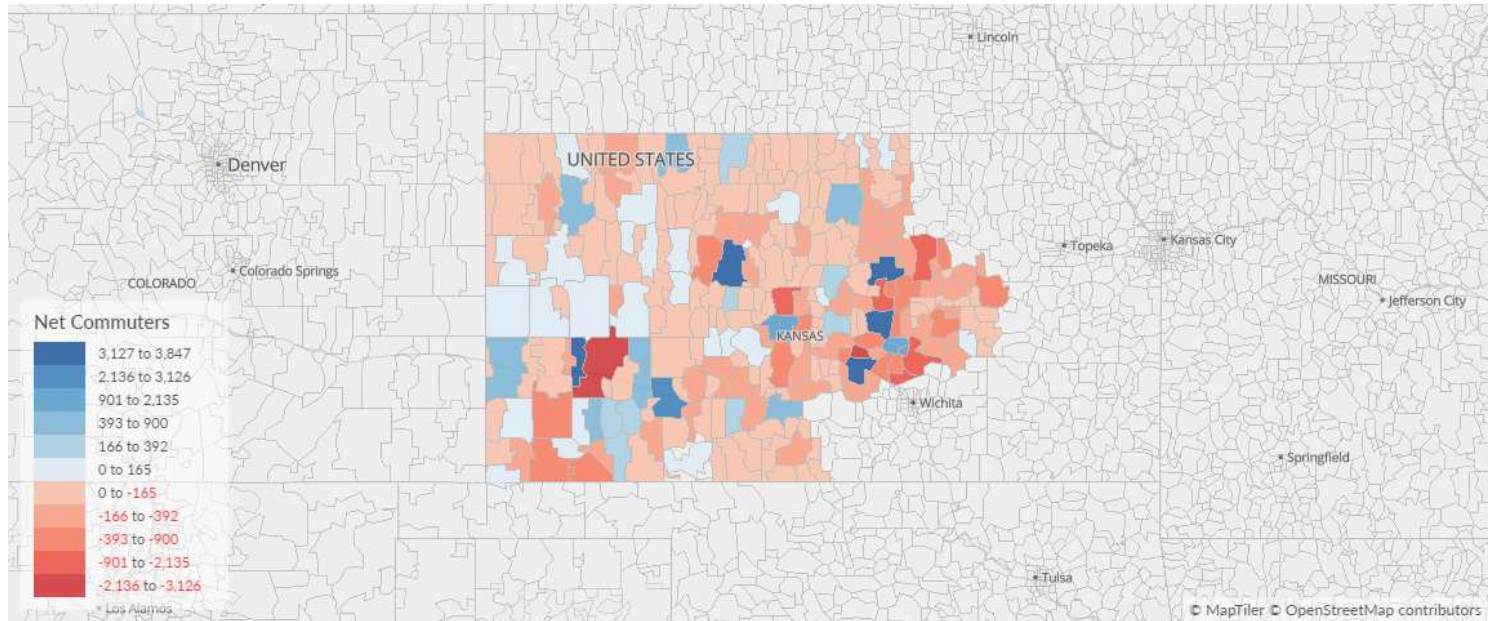 Lincoln
UNITED STATES
Denver
Topeka
Kansas City
Colorado Springs
COLORADO
MISSOURI
Jefferson City
KANSAS
Wichita
Springfield
Tulsa
Los Alamos
Net Commuters
3,127 to 3,847
2,136 to 3,126
901 to 2,135
393 to 900
166 to 392
0 to 165
0 to -165
-166 to -392
-393 to -900
-901 to -2,135
-2,136 to -3,126
© MapTiler © OpenStreetMap contributors